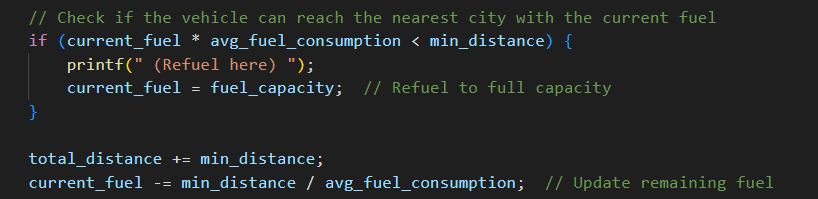 // Check if the vehicle can reach the nearest city with the current fuel
if (current_fuel * avg_fuel_consumption < min_distance) {
    printf(" (Refuel here) ");
    current_fuel = fuel_capacity;  // Refuel to full capacity
}

total_distance += min_distance;
current_fuel -= min_distance / avg_fuel_consumption;  // Update remaining fuel